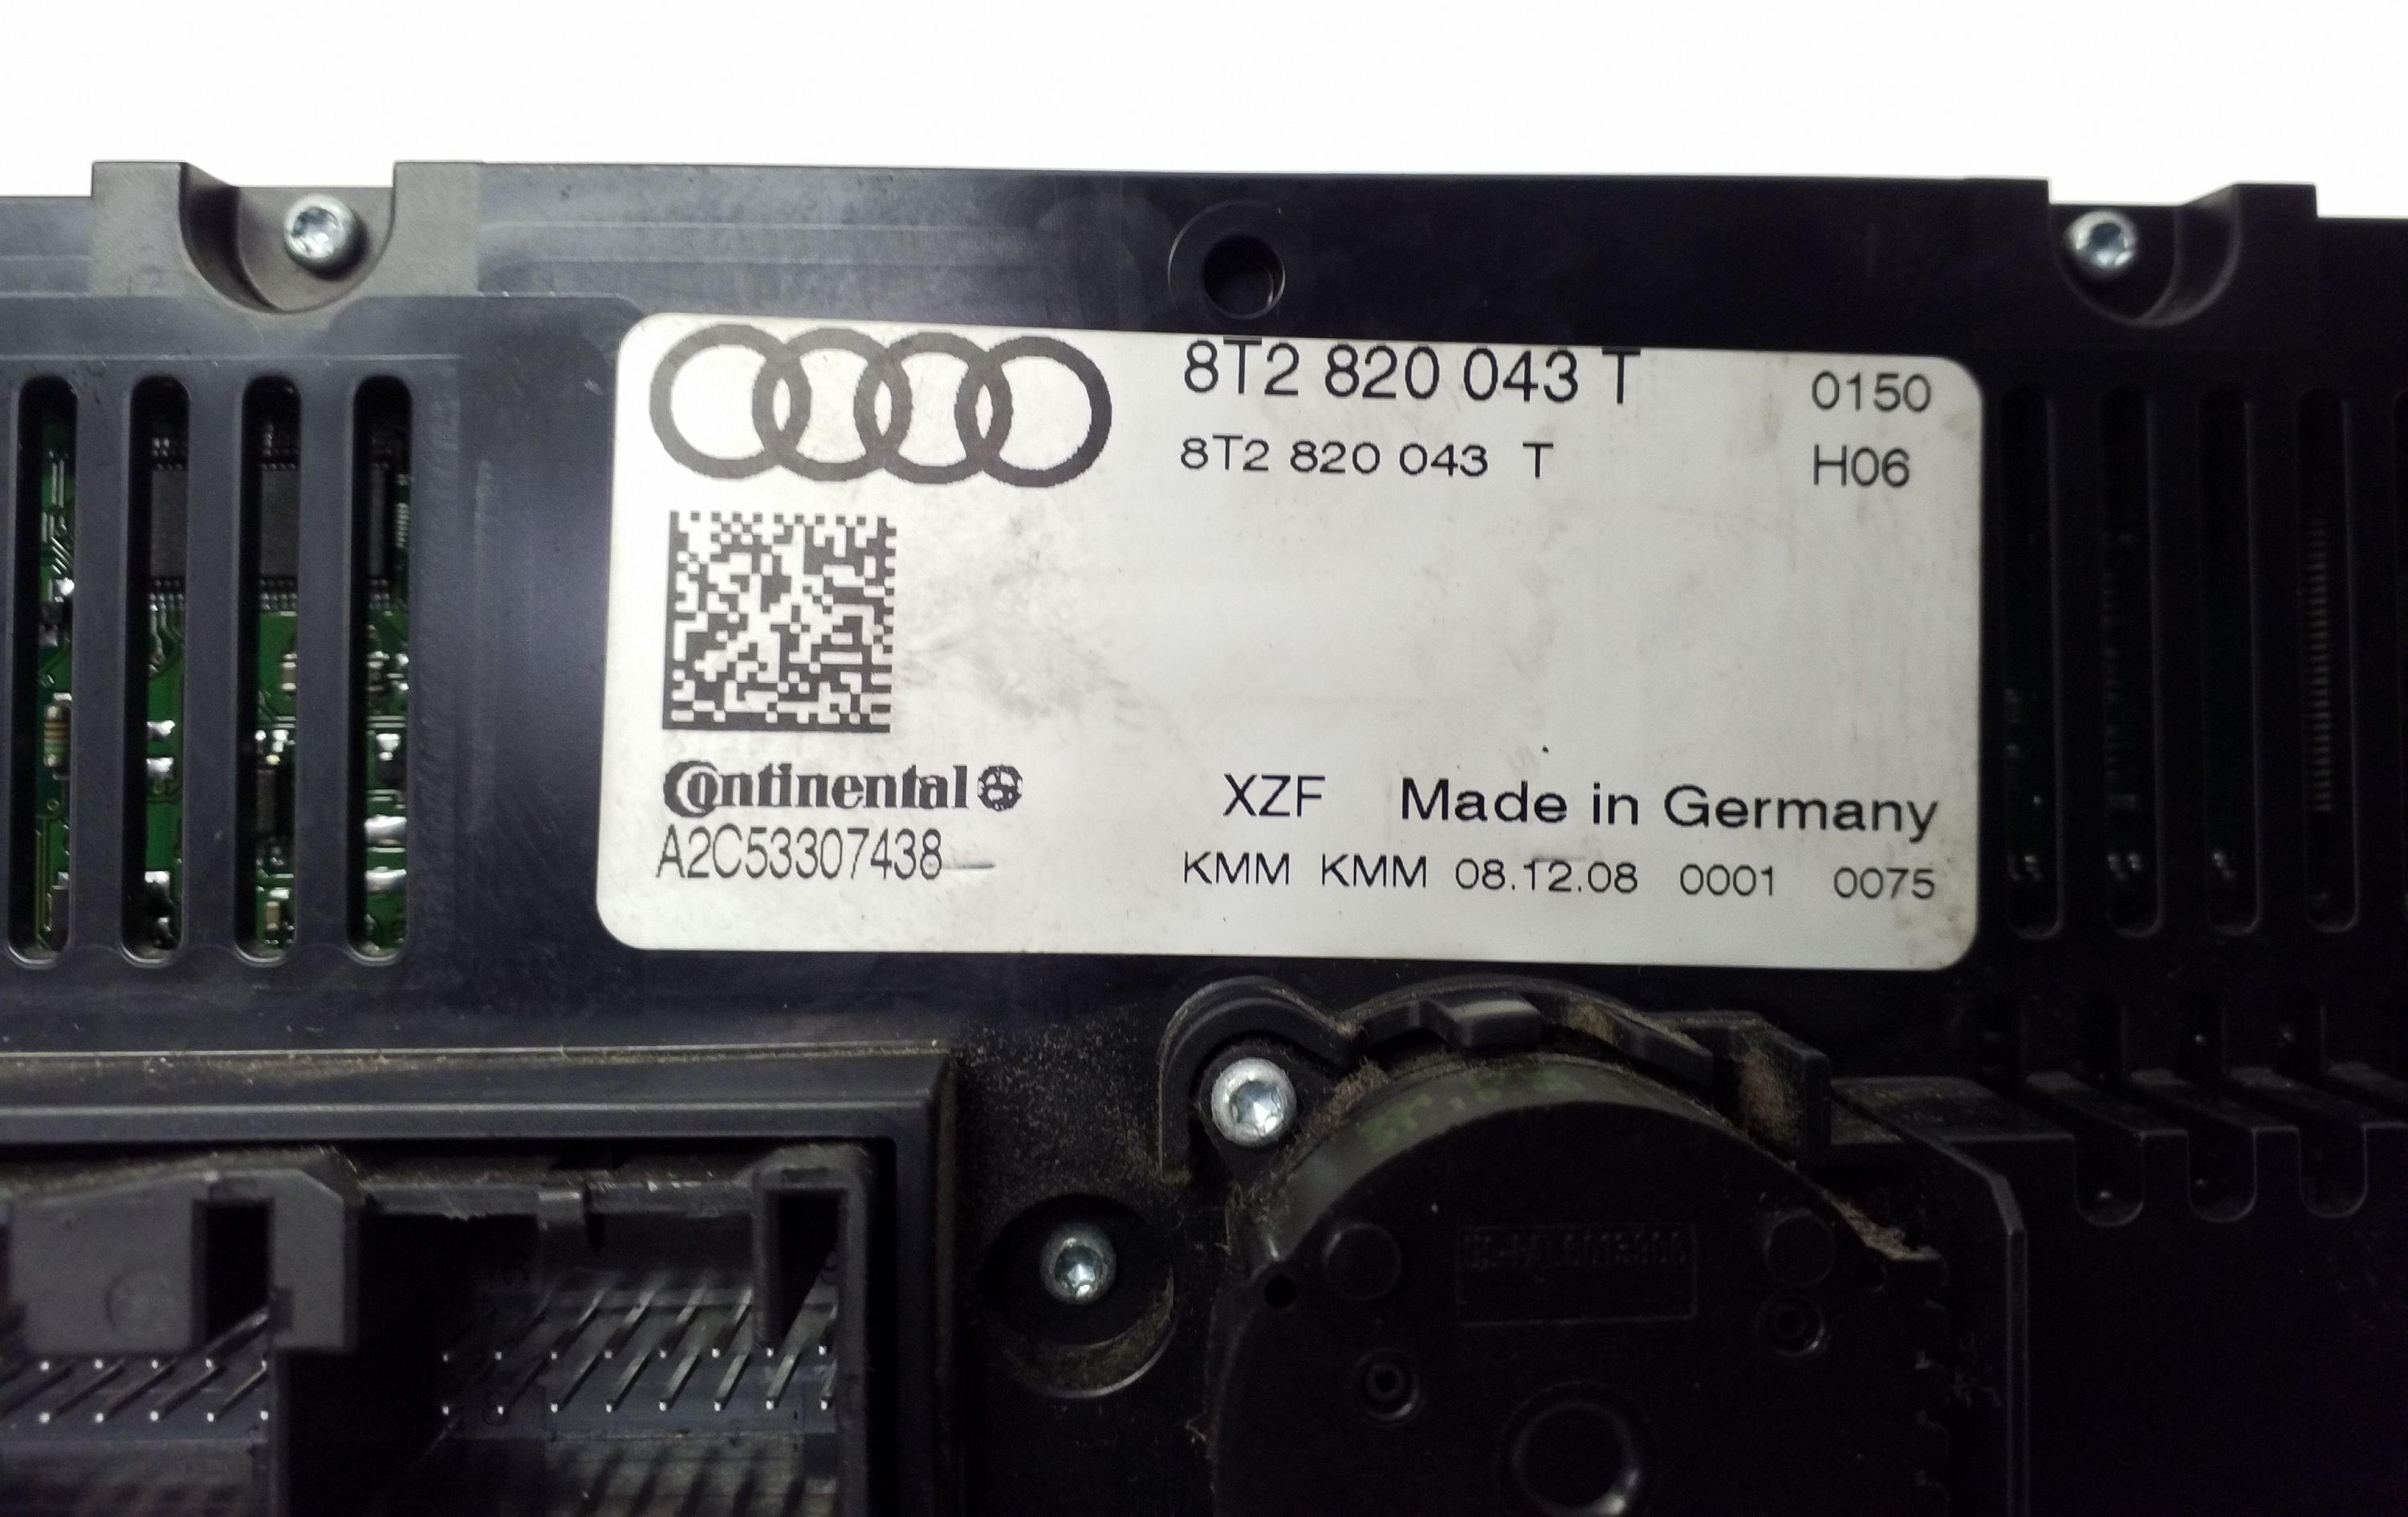 8T2 820 043 T 0150
8T2 820 043 T H06
Continental
A2C53307438
XZF Made in Germany
KMM KMM 08.12.08 0001 0075